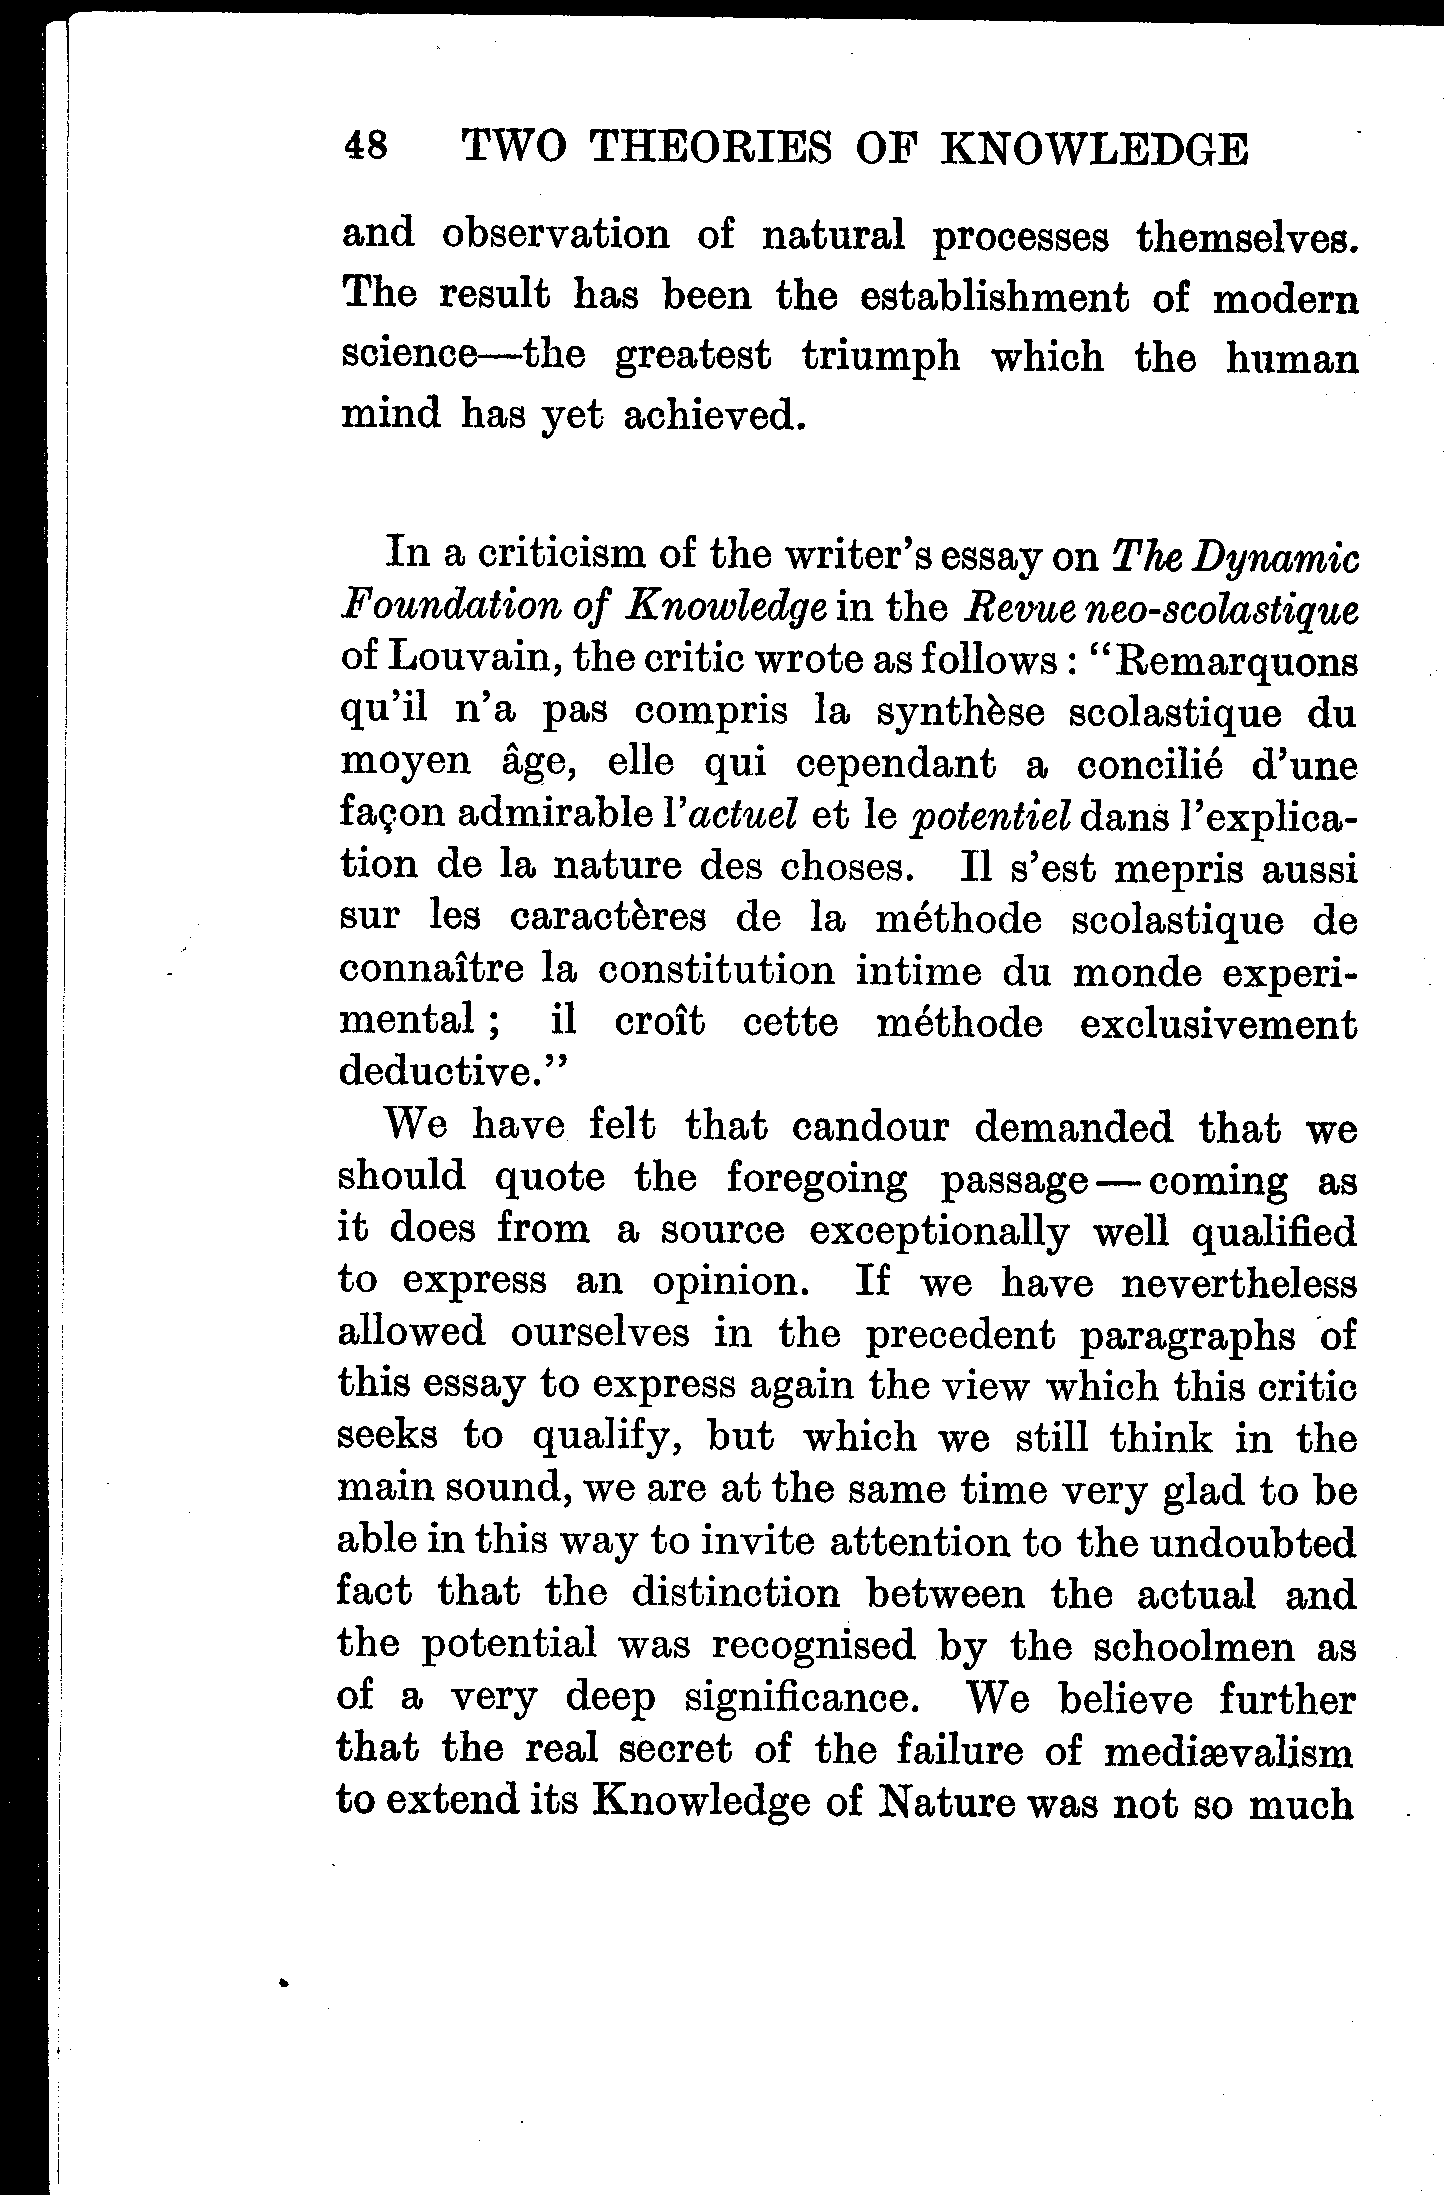 48 TWO THEORIES OF KNOWLEDGE
and observation of natural processes themselves.
The result has been the establishment of modern
science—the greatest triumph which the human
mind has yet achieved.
In a criticism of the writer's essay on The Dynamic
Foundation of Knowledge in the Revue neo-scolastique
of Louvain, the critic wrote as follows : "Remarquons
qu'il n'a pas compris la synthèse scolastique du
moyen âge, elle qui cependant a concilié d'une
façon admirable l'actuel et le potentiel dans l'explica-
tion de la nature des choses. Il s'est mepris aussi
sur les caractères de la méthode scolastique de
connaître la constitution intime du monde experi-
mental ; il croît cette méthode exclusivement
deductive."
We have felt that candour demanded that we
should quote the foregoing passage—coming as
it does from a source exceptionally well qualified
to express an opinion. If we have nevertheless
allowed ourselves in the precedent paragraphs of
this essay to express again the view which this critic
seeks to qualify, but which we still think in the
main sound, we are at the same time very glad to be
able in this way to invite attention to the undoubted
fact that the distinction between the actual and
the potential was recognised by the schoolmen as
of a very deep significance. We believe further
that the real secret of the failure of mediævalism
to extend its Knowledge of Nature was not so much